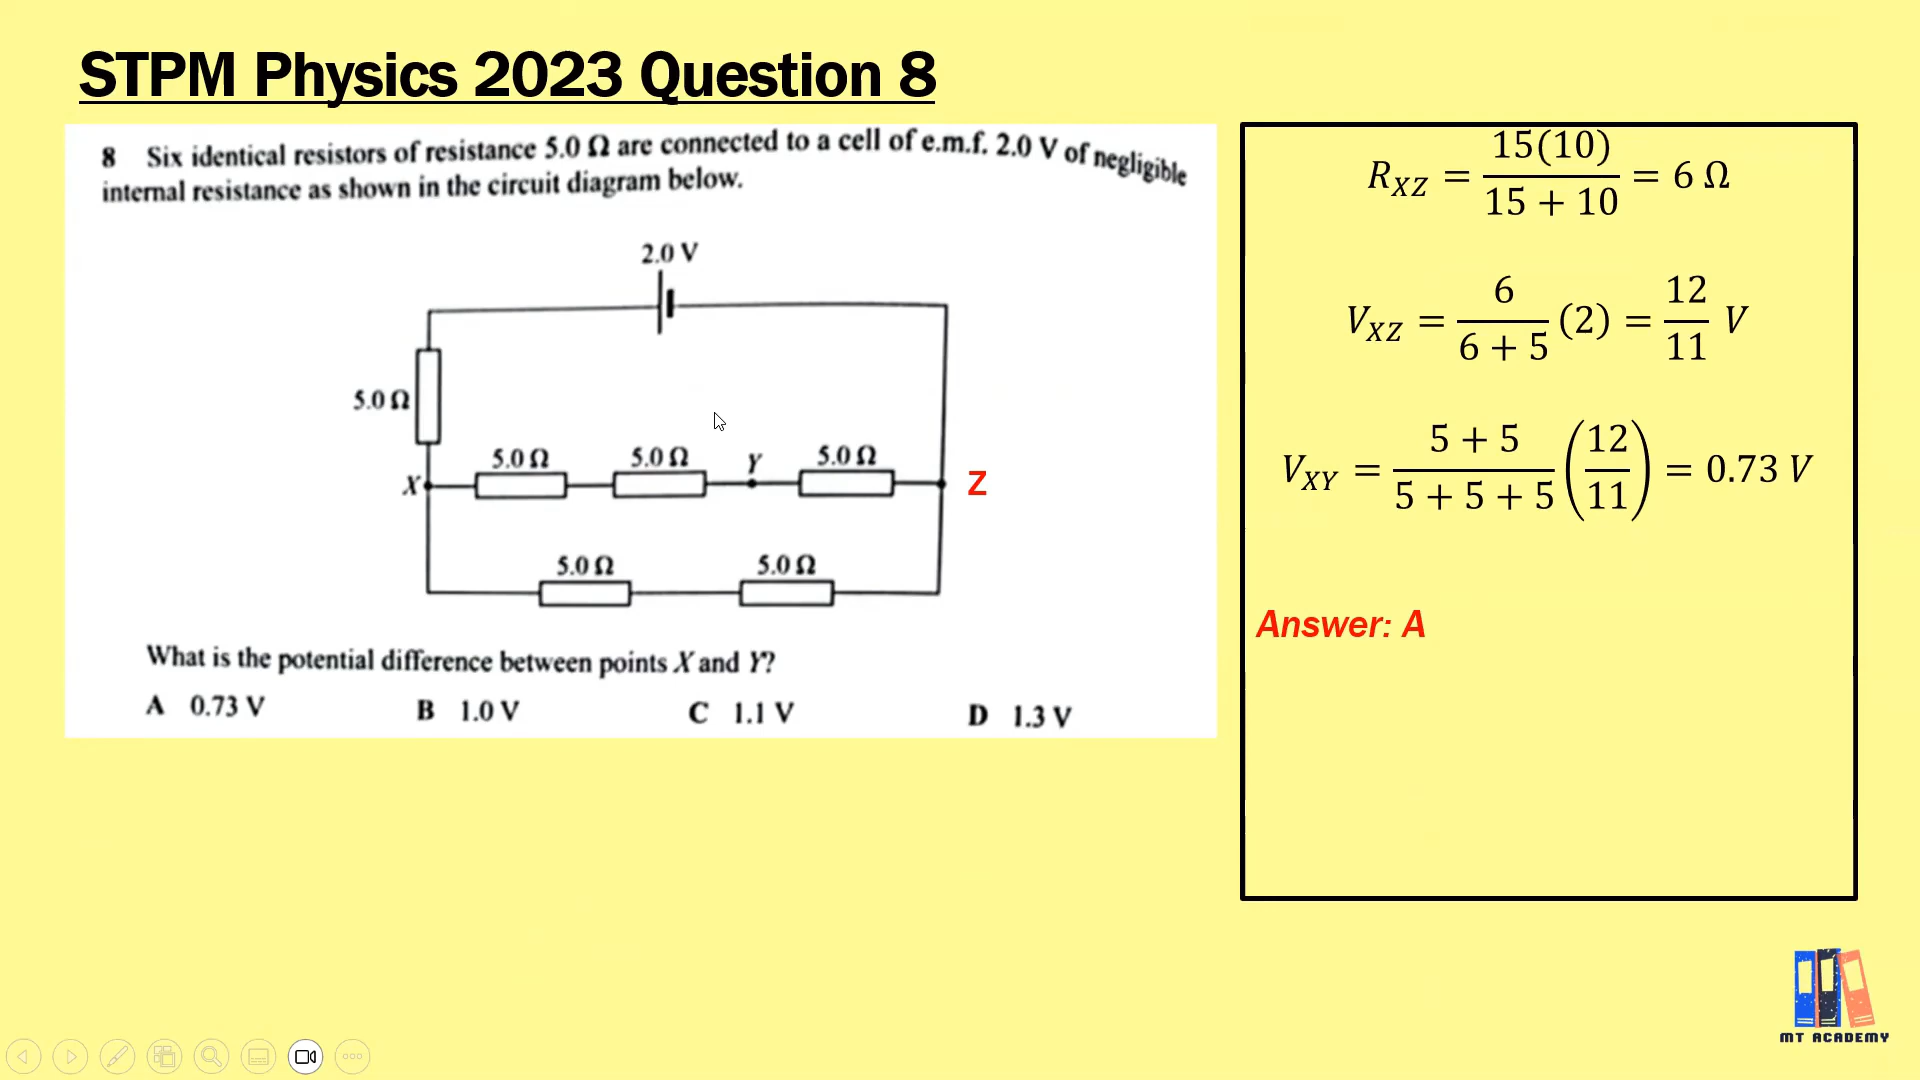 STPM Physics 2023 Question 8
8 Six identical resistors of resistance 5.0 Ω are connected to a cell of e.m.f. 2.0 V of negligible
internal resistance as shown in the circuit diagram below.
2.0 V
5.0 Ω
5.0 Ω 5.0 Ω Y 5.0 Ω
X Z
5.0 Ω 5.0 Ω
What is the potential difference between points X and Y?
A 0.73 V B 1.0 V C 1.1 V D 1.3 V
R_XZ = 15(10)/(15 + 10) = 6 Ω
V_XZ = 6/(6 + 5) (2) = 12/11 V
V_XY = (5 + 5)/(5 + 5 + 5) (12/11) = 0.73 V
Answer: A
MT ACADEMY